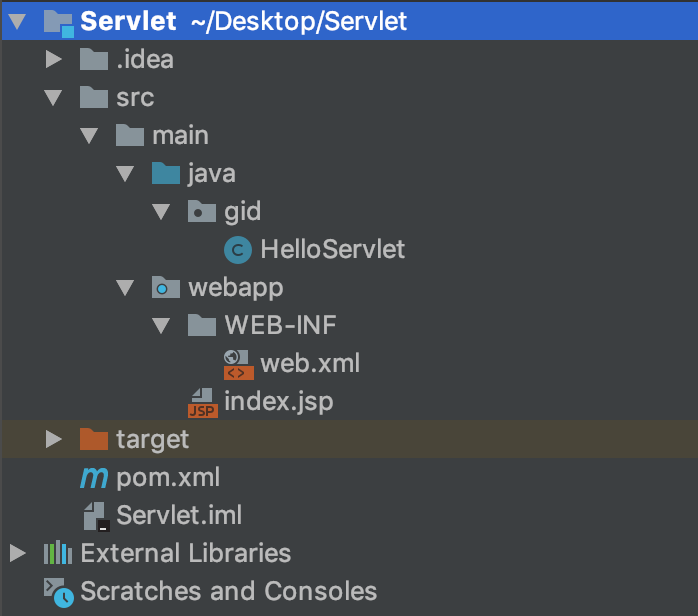 Servlet ~/Desktop/Servlet
.idea
src
main
java
gid
C HelloServlet
webapp
WEB-INF
<> web.xml
JSP index.jsp
target
m pom.xml
Servlet.iml
External Libraries
Scratches and Consoles